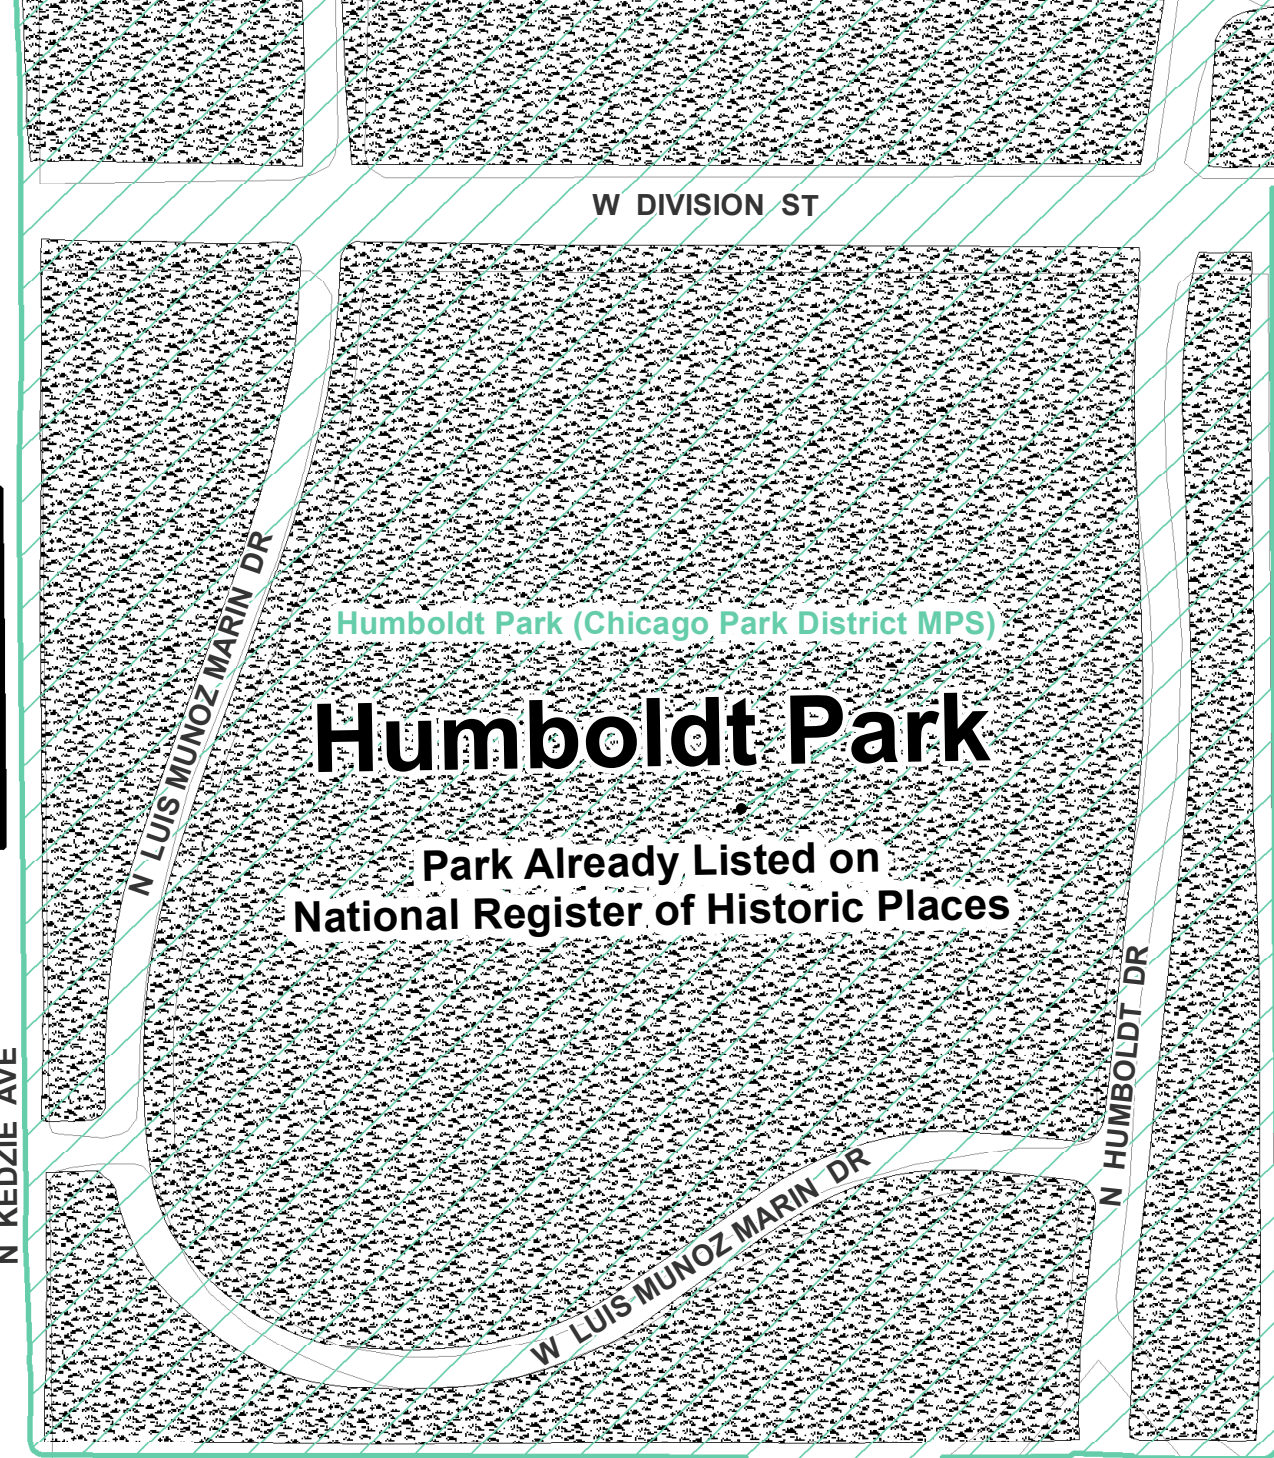 W DIVISION ST
N LUIS MUNOZ MARIN DR
Humboldt Park (Chicago Park District MPS)
Humboldt Park
Park Already Listed on
National Register of Historic Places
N HUMBOLDT DR
N KEDZIE AVE
W LUIS MUNOZ MARIN DR